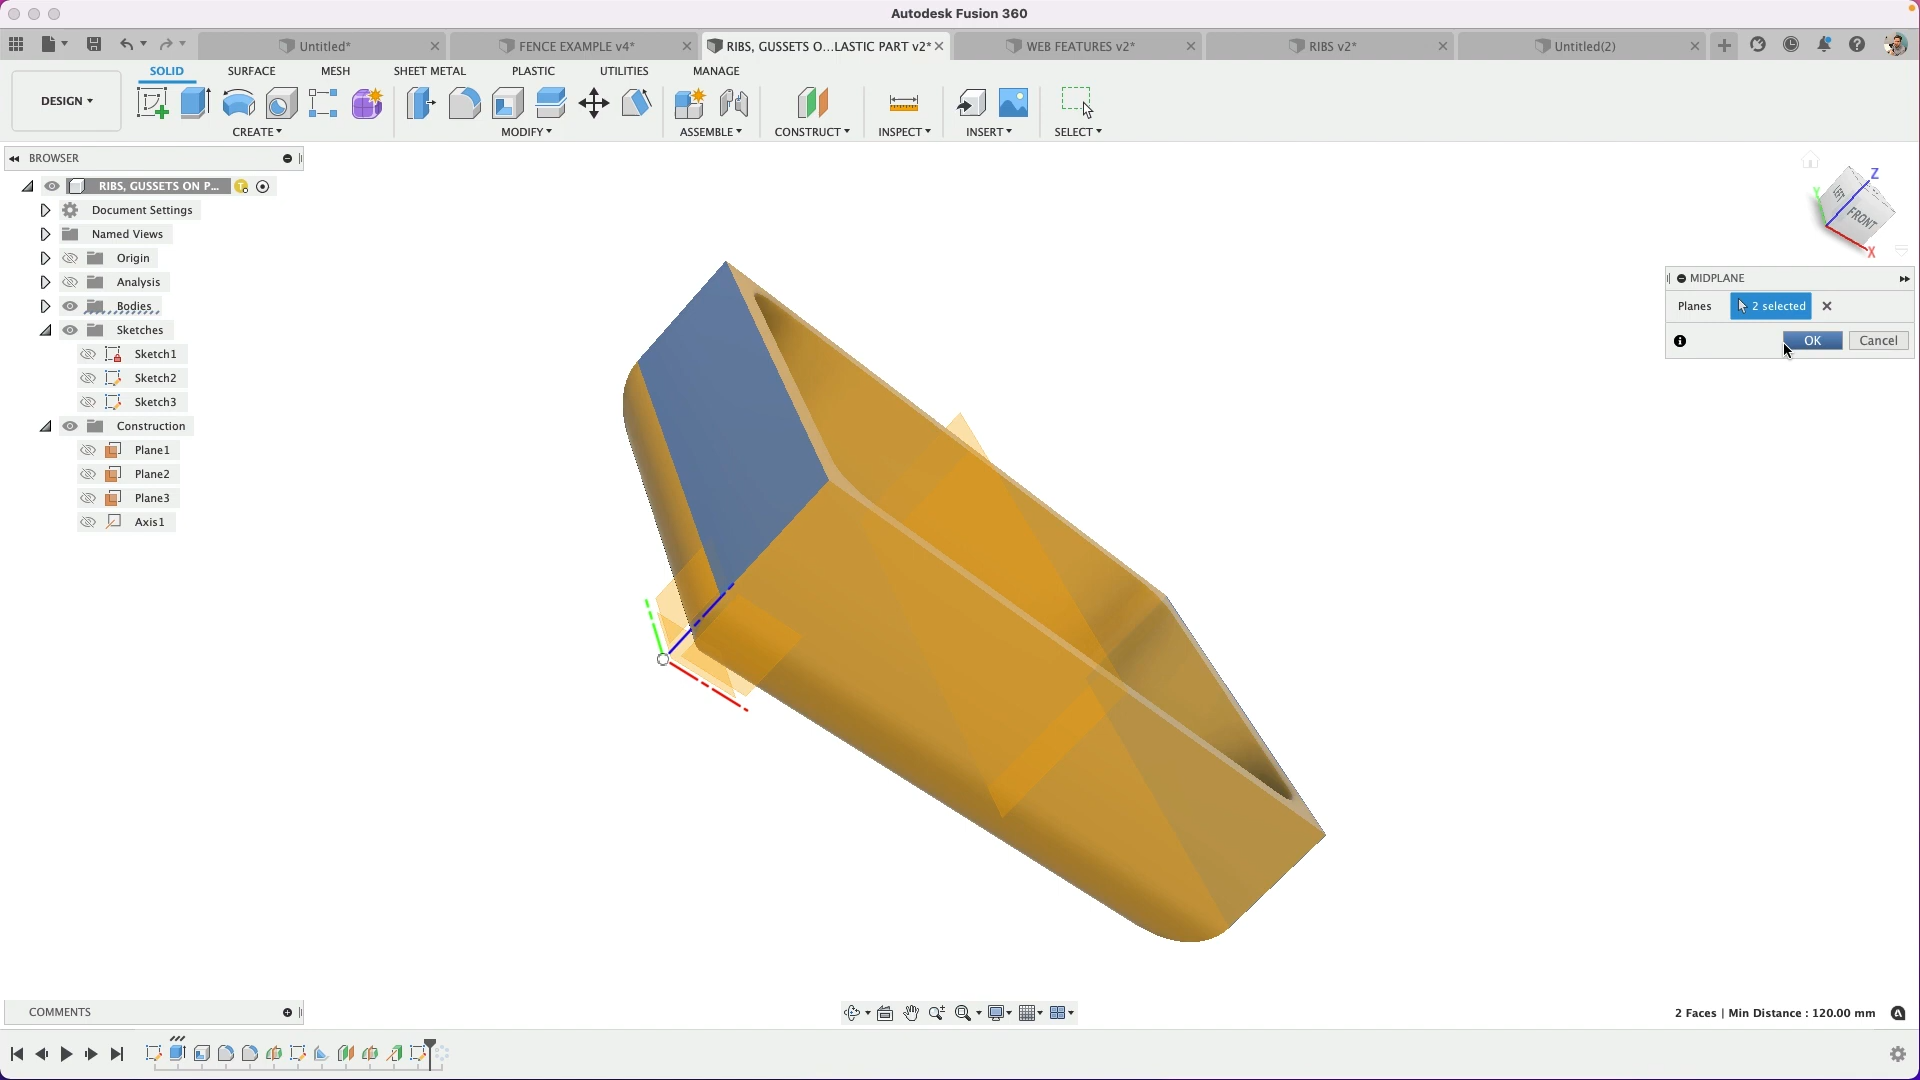 Autodesk Fusion 360
Untitled*
FENCE EXAMPLE v4*
RIBS, GUSSETS O...LASTIC PART v2*
WEB FEATURES v2*
RIBS v2*
Untitled(2)
SOLID
SURFACE
MESH
SHEET METAL
PLASTIC
UTILITIES
MANAGE
DESIGN
CREATE
MODIFY
ASSEMBLE
CONSTRUCT
INSPECT
INSERT
SELECT
BROWSER
RIBS, GUSSETS ON P...
Document Settings
Named Views
Origin
Analysis
Bodies
Sketches
Sketch1
Sketch2
Sketch3
Construction
Plane1
Plane2
Plane3
Axis1
Z
Y
LEFT
FRONT
X
MIDPLANE
Planes
2 selected
OK
Cancel
COMMENTS
2 Faces | Min Distance : 120.00 mm